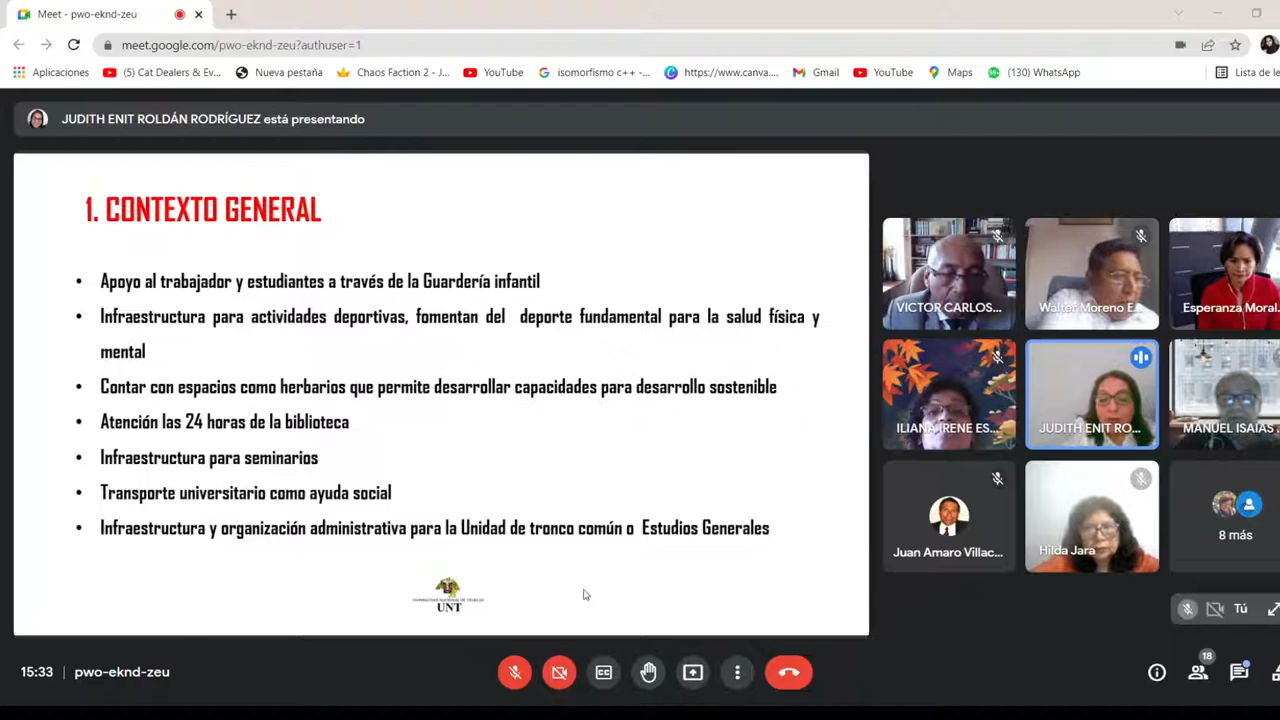 Meet - pwo-eknd-zeu
meet.google.com/pwo-eknd-zeu?authuser=1
Aplicaciones
(5) Cat Dealers & Ev...
Nueva pestaña
Chaos Faction 2 - J...
YouTube
isomorfismo c++ -...
https://www.canva....
Gmail
YouTube
Maps
(130) WhatsApp
Lista de le
JUDITH ENIT ROLDÁN RODRÍGUEZ está presentando
1. CONTEXTO GENERAL
• Apoyo al trabajador y estudiantes a través de la Guardería infantil
• Infraestructura para actividades deportivas, fomentan del deporte fundamental para la salud física y
mental
• Contar con espacios como herbarios que permite desarrollar capacidades para desarrollo sostenible
• Atención las 24 horas de la biblioteca
• Infraestructura para seminarios
• Transporte universitario como ayuda social
• Infraestructura y organización administrativa para la Unidad de tronco común o Estudios Generales
UNIVERSIDAD NACIONAL DE TRUJILLO
UNT
VICTOR CARLOS...
Walter Moreno E...
Esperanza Moral...
ILIANA IRENE ES...
JUDITH ENIT RO...
MANUEL ISAIAS
Juan Amaro Villac...
Hilda Jara
8 más
Tú
15:33 | pwo-eknd-zeu
18